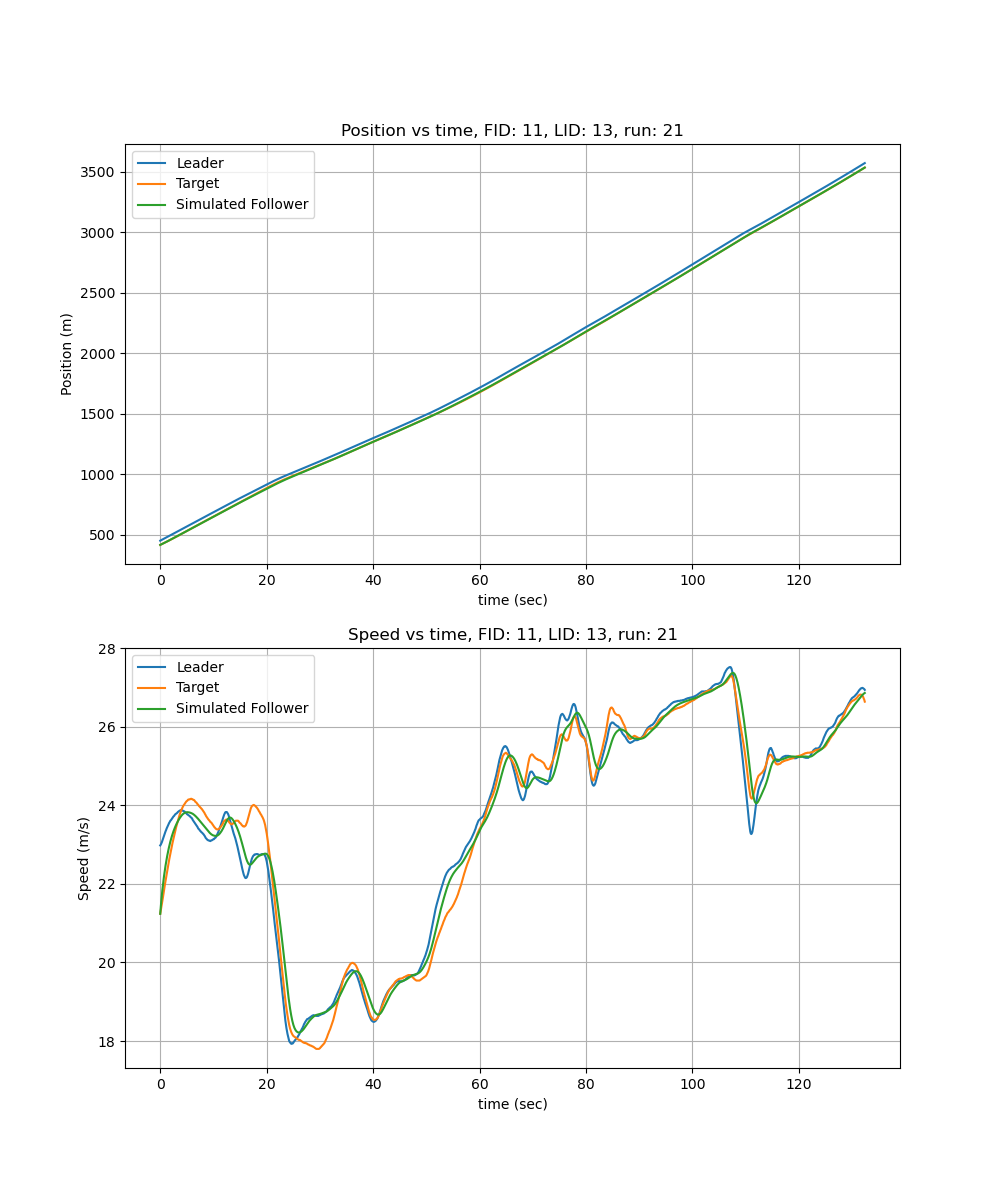 Position vs time, FID: 11, LID: 13, run: 21
Leader
Target
Simulated Follower
3500
3000
2500
2000
1500
1000
500
Position (m)
0 20 40 60 80 100 120
time (sec)
Speed vs time, FID: 11, LID: 13, run: 21
Leader
Target
Simulated Follower
28
26
24
22
20
18
Speed (m/s)
0 20 40 60 80 100 120
time (sec)